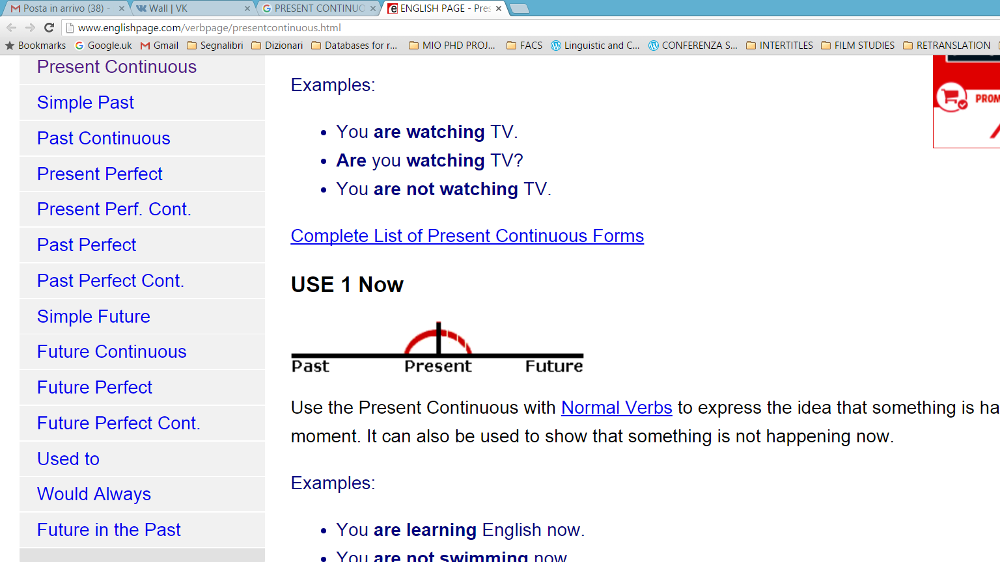 Posta in arrivo (38) -
Wall | VK
PRESENT CONTINUO
ENGLISH PAGE - Pres
www.englishpage.com/verbpage/presentcontinuous.html
Bookmarks Google.uk Gmail Segnalibri Dizionari Databases for r... MIO PHD PROJ... FACS Linguistic and C... CONFERENZA S... INTERTITLES FILM STUDIES RETRANSLATION
Present Continuous
Simple Past
Past Continuous
Present Perfect
Present Perf. Cont.
Past Perfect
Past Perfect Cont.
Simple Future
Future Continuous
Future Perfect
Future Perfect Cont.
Used to
Would Always
Future in the Past
Examples:
• You are watching TV.
• Are you watching TV?
• You are not watching TV.
Complete List of Present Continuous Forms
USE 1 Now
Past Present Future
Use the Present Continuous with Normal Verbs to express the idea that something is ha
moment. It can also be used to show that something is not happening now.
Examples:
• You are learning English now.
• You are not swimming now
PROM